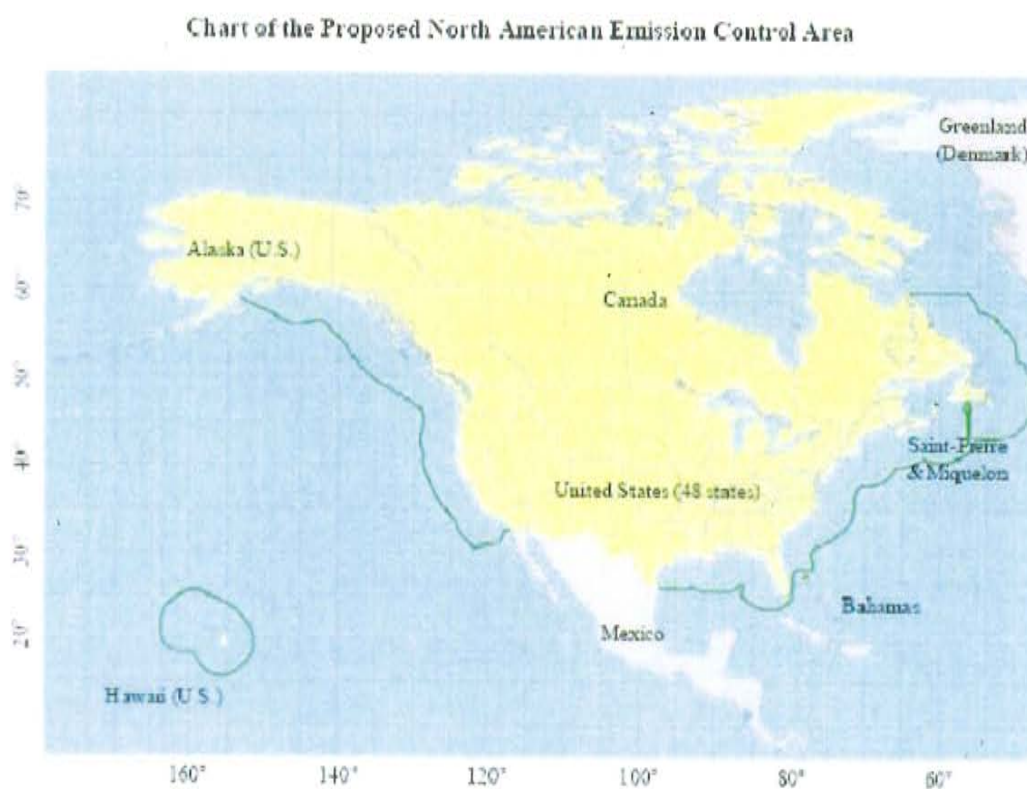 Chart of the Proposed North American Emission Control Area
Greenland
(Denmark)
70°
Alaska (U.S.)
60°
Canada
50°
40°
Saint-Pierre
& Miquelon
United States (48 states)
30°
Bahamas
20°
Mexico
Hawaii (U.S.)
160°
140°
120°
100°
80°
60°